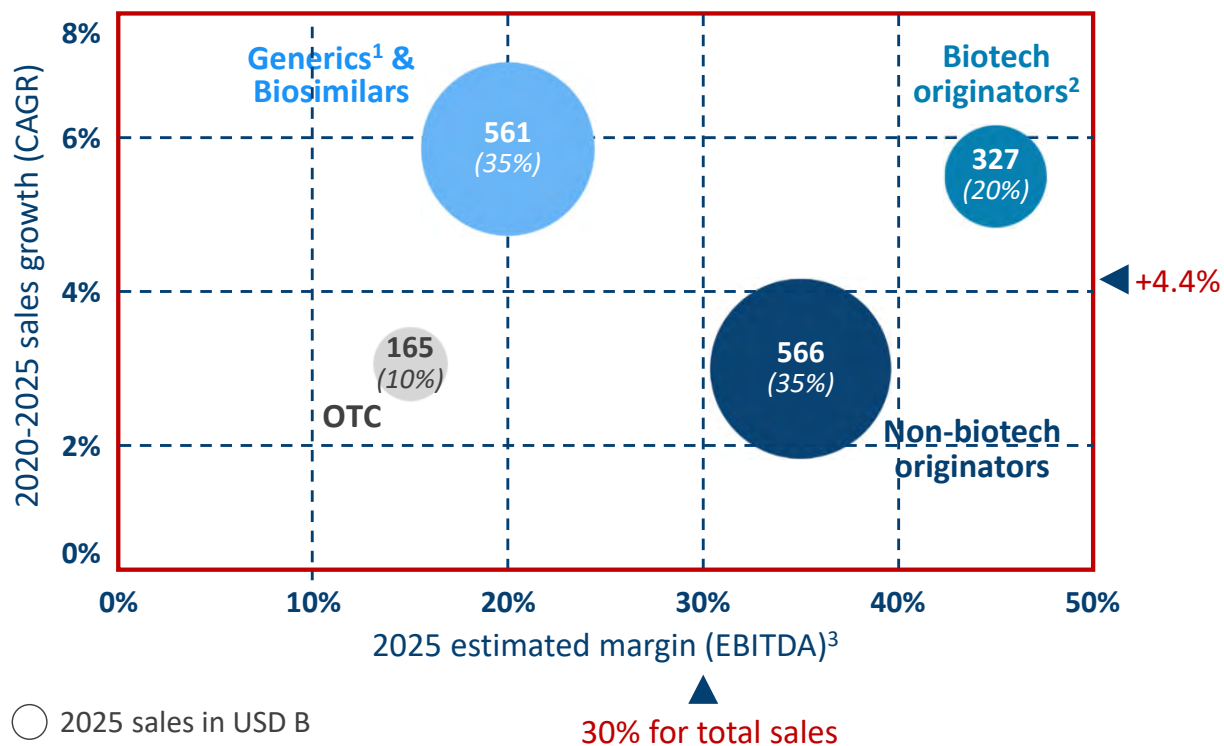 2020-2025 sales growth (CAGR)
8%
6%
4%
2%
0%
Generics¹ &
Biosimilars
561
(35%)
Biotech
originators²
327
(20%)
+4.4%
165
(10%)
OTC
566
(35%)
Non-biotech
originators
0%
10%
20%
30%
40%
50%
2025 estimated margin (EBITDA)³
2025 sales in USD B
30% for total sales